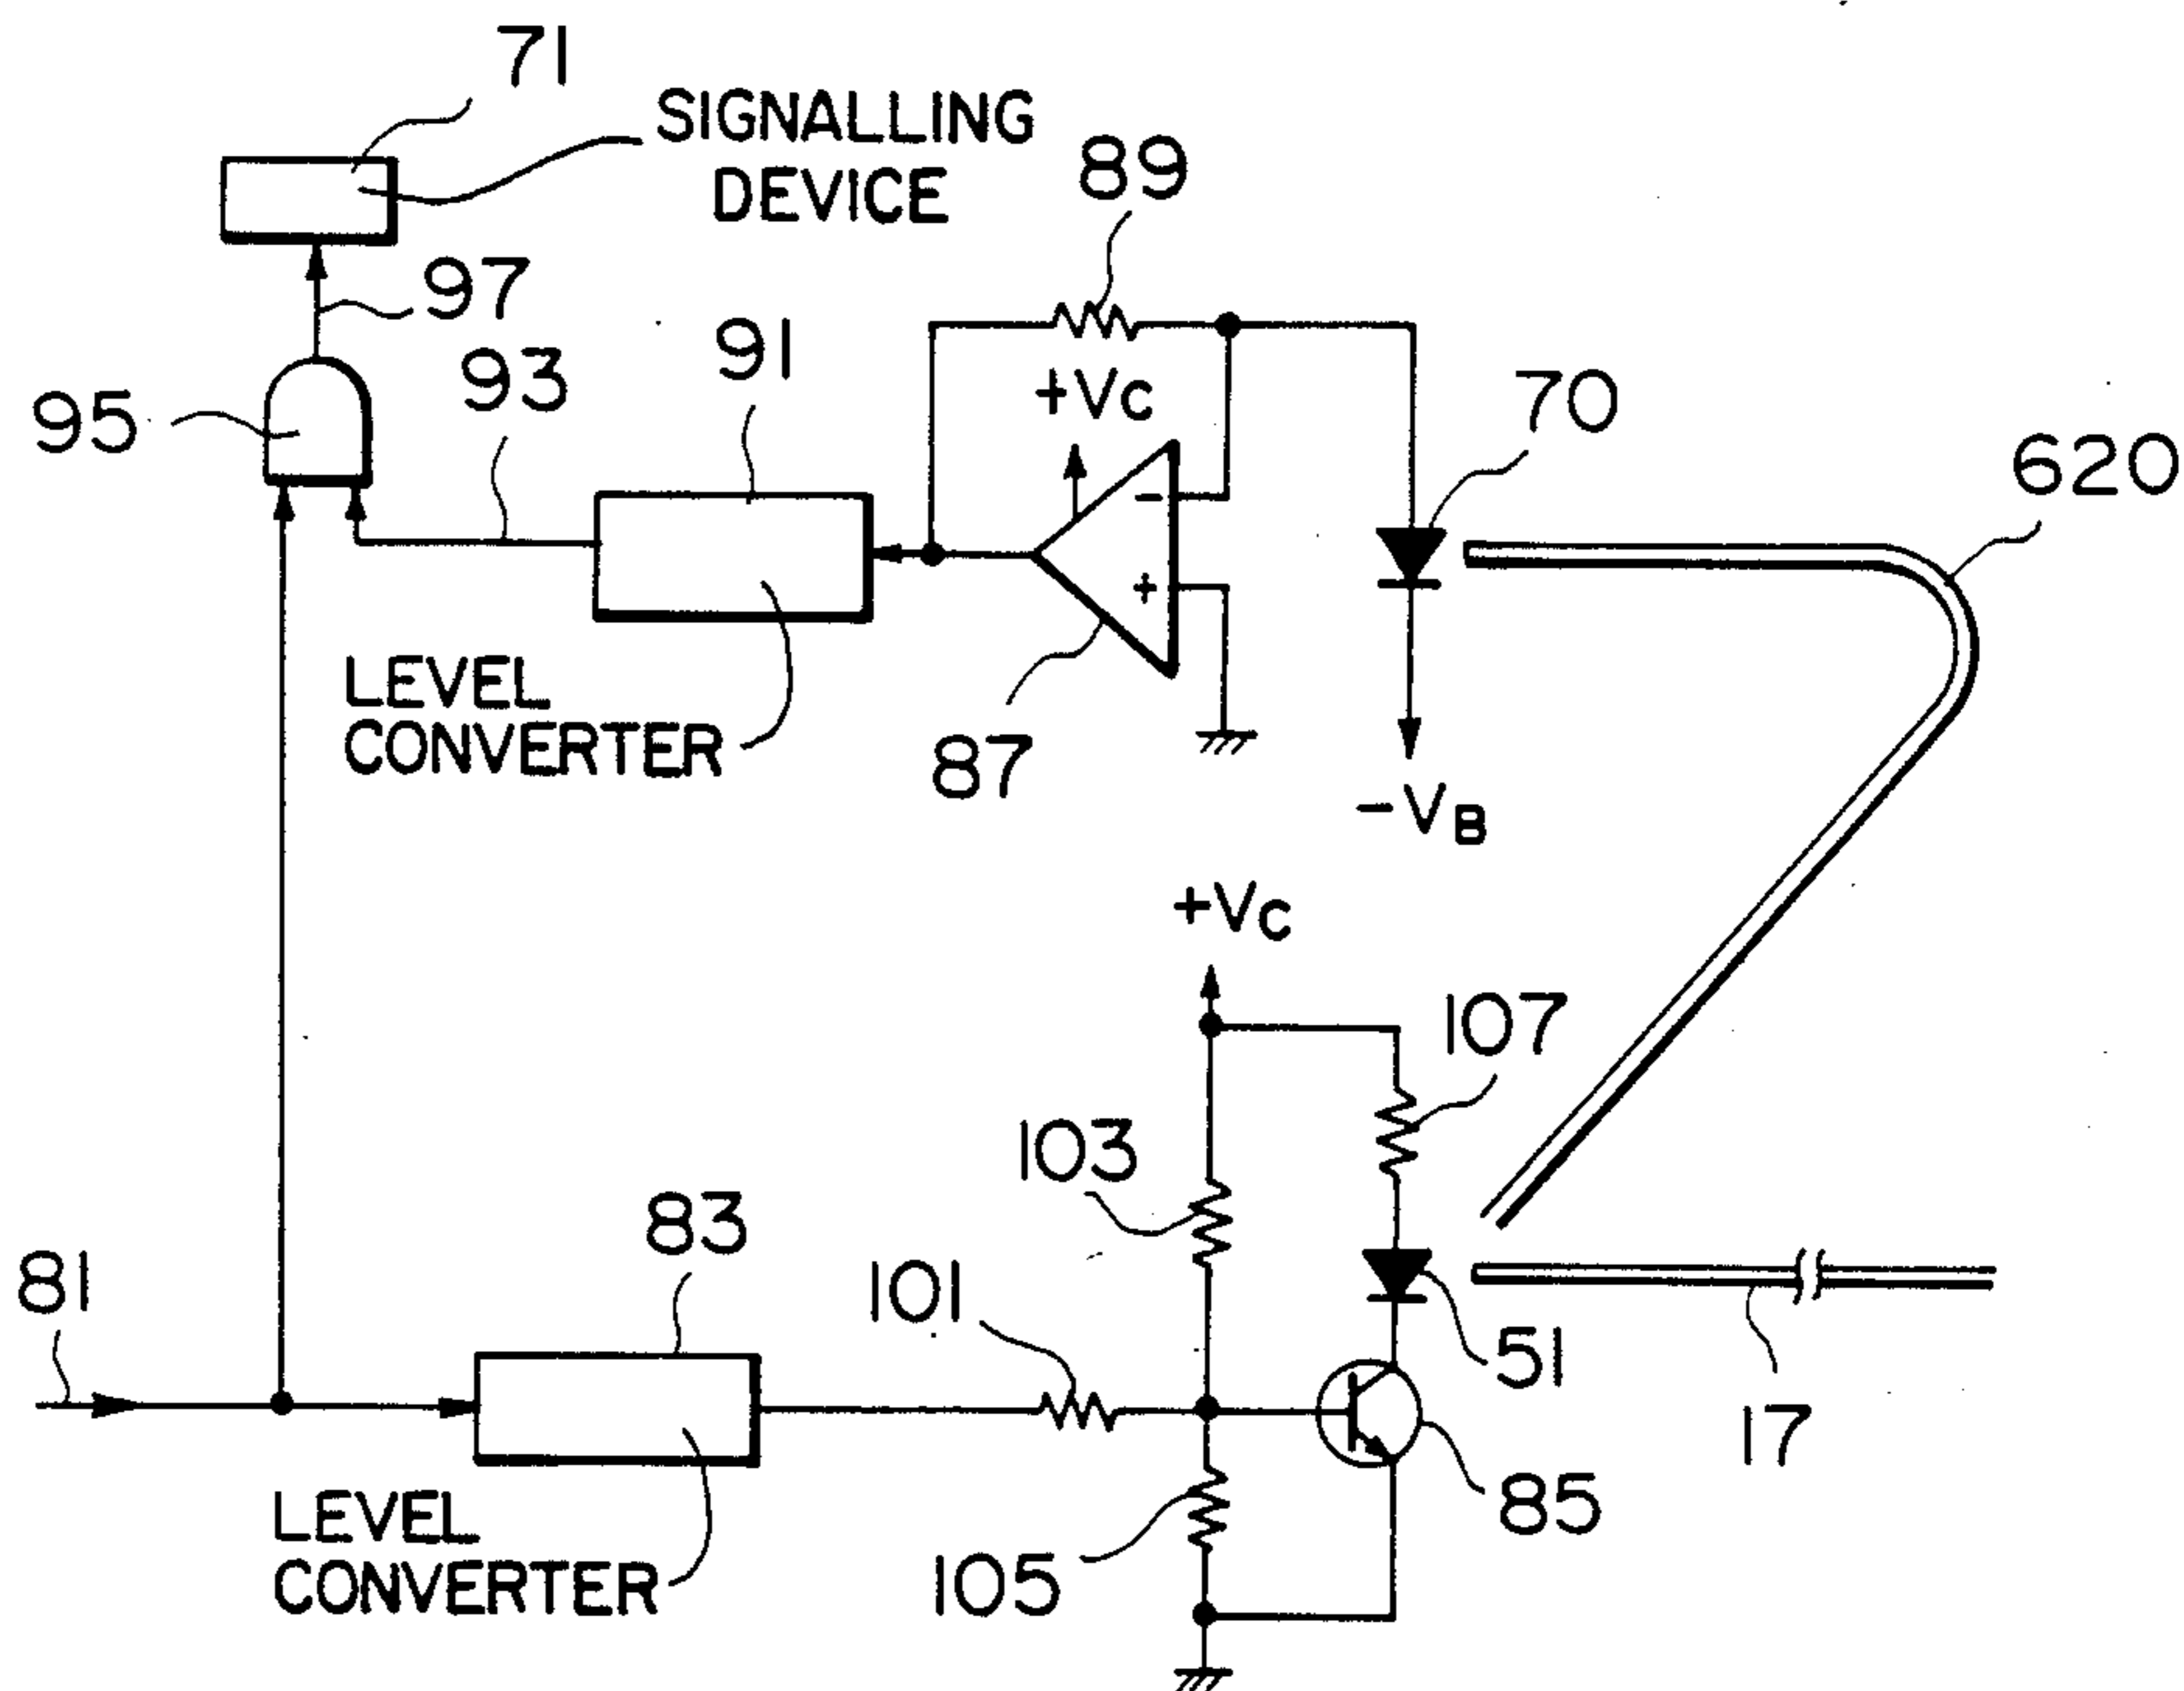 71
SIGNALLING
DEVICE
89
97
91
93
+Vc
70
95
620
-
+
LEVEL
CONVERTER
87
-VB
+Vc
107
103
83
81
101
51
17
85
LEVEL
CONVERTER
105